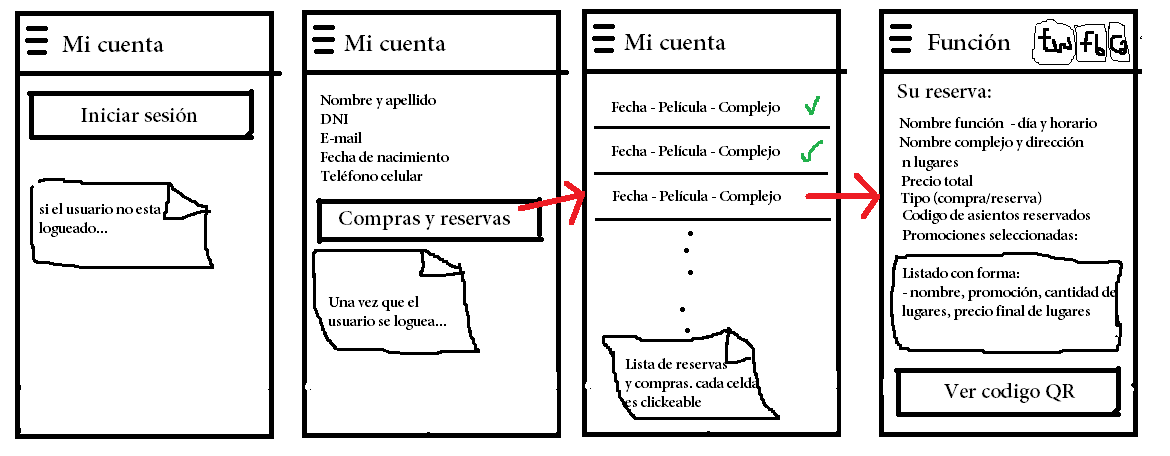 Mi cuenta
Iniciar sesión
si el usuario no esta
logueado...
Mi cuenta
Nombre y apellido
DNI
E-mail
Fecha de nacimiento
Teléfono celular
Compras y reservas
Una vez que el
usuario se loguea...
Mi cuenta
Fecha - Película - Complejo
Fecha - Película - Complejo
Fecha - Película - Complejo
Lista de reservas
y compras. cada celda
es clickeable
Función
tw fb
Su reserva:
Nombre función - día y horario
Nombre complejo y dirección
n lugares
Precio total
Tipo (compra/reserva)
Codigo de asientos reservados
Promociones seleccionadas:
Listado con forma:
- nombre, promoción, cantidad de
lugares, precio final de lugares
Ver codigo QR